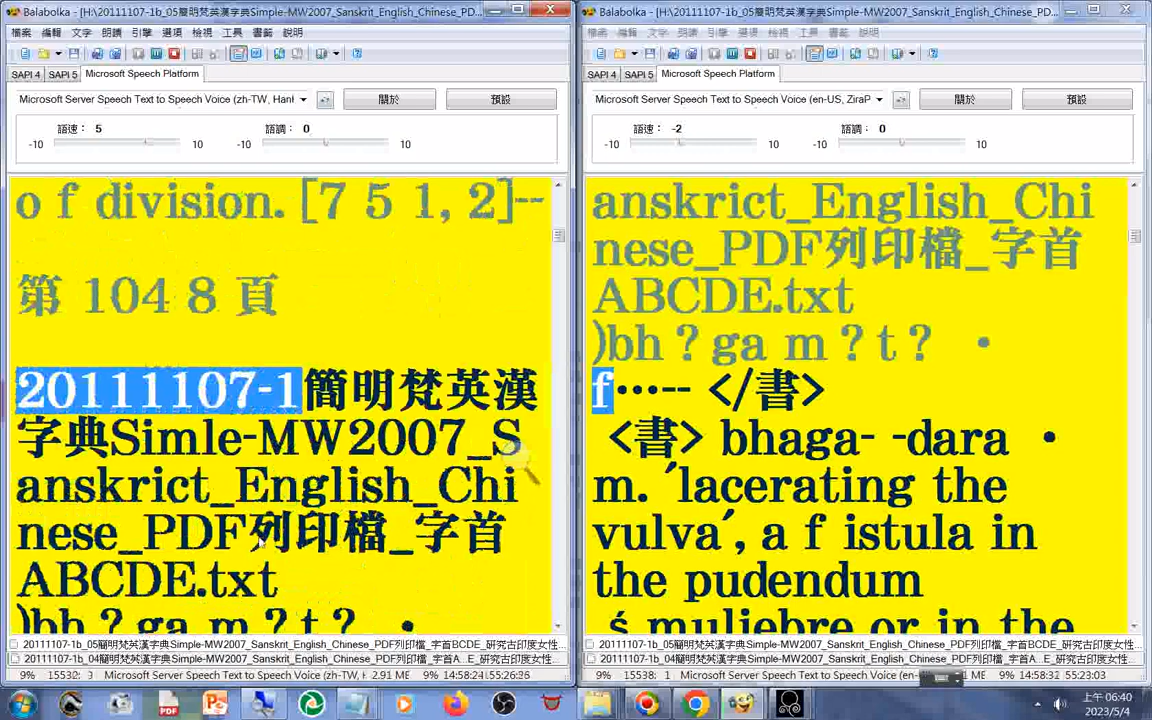 Balabolka - [H:\20111107-1b_05簡明梵英漢字典Simple-MW2007_Sanskrit_English_Chinese_PD...
檔案 編輯 文字 朗讀 引擎 選項 檢視 工具 書籤 說明
SAPI 4 SAPI 5 Microsoft Speech Platform
Microsoft Server Speech Text to Speech Voice (zh-TW, Hanl
關於 預設
語速： 5 語調： 0
-10 10 -10 10
o f division. [7 5 1, 2]--
第 104 8 頁
20111107-1簡明梵英漢
字典Simle-MW2007_S
anskrict_English_Chi
nese_PDF列印檔_字首
ABCDE.txt
)bh？ga m？t？ •
20111107-1b_05簡明梵英漢字典Simple-MW2007_Sanskrit_English_Chinese_PDF列印檔_字首BCDE_研究古印度女性...
20111107-1b_04簡明梵英漢字典Simple-MW2007_Sanskrit_English_Chinese_PDF列印檔_字首A...E_研究古印度女性...
9% 15532: 3 Microsoft Server Speech Text to Speech Voice (zh-TW, H 2.91 ME 9% 14:58:24\55:26:36
Balabolka - [H:\20111107-1b_05簡明梵英漢字典Simple-MW2007_Sanskrit_English_Chinese_PD...
檔案 編輯 文字 朗讀 引擎 選項 檢視 工具 書籤 說明
SAPI 4 SAPI 5 Microsoft Speech Platform
Microsoft Server Speech Text to Speech Voice (en-US, ZiraP
關於 預設
語速： -2 語調： 0
-10 10 -10 10
anskrict_English_Chi
nese_PDF列印檔_字首
ABCDE.txt
)bh？ga m？t？ •
f…-- </書>
<書> bhaga- -dara •
m. ´lacerating the
vulva´, a f istula in
the pudendum
ś muliebre or in the
20111107-1b_05簡明梵英漢字典Simple-MW2007_Sanskrit_English_Chinese_PDF列印檔_字首BCDE_研究古印度女性...
20111107-1b_04簡明梵英漢字典Simple-MW2007_Sanskrit_English_Chinese_PDF列印檔_字首A...E_研究古印度女性...
9% 15538: 1 Microsoft Server Speech Text to Speech Voice (en- ME 9% 14:58:32\55:23:03
上午 06:40
2023/5/4